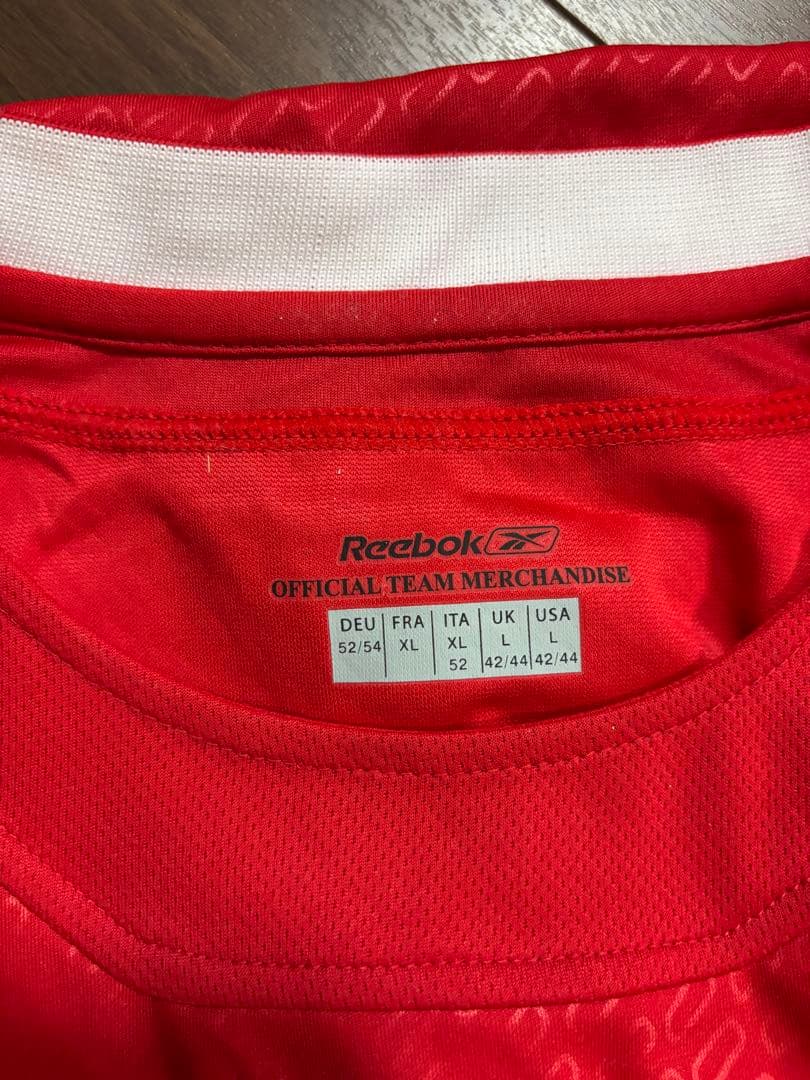 Reebok
OFFICIAL TEAM MERCHANDISE
DEU FRA ITA UK USA
52/54 XL XL L L
52 42/44 42/44